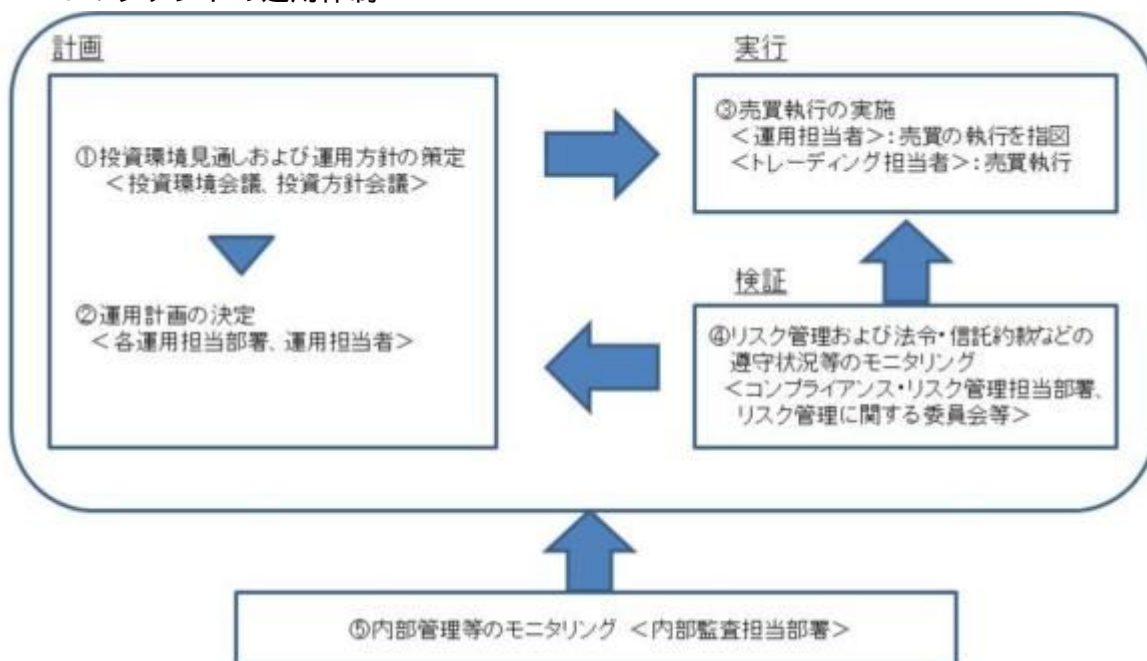 計画
①投資環境見通しおよび運用方針の策定
＜投資環境会議、投資方針会議＞
②運用計画の決定
＜各運用担当部署、運用担当者＞
実行
③売買執行の実施
＜運用担当者＞：売買の執行を指図
＜トレーディング担当者＞：売買執行
検証
④リスク管理および法令・信託約款などの
遵守状況等のモニタリング
＜コンプライアンス・リスク管理担当部署、
リスク管理に関する委員会等＞
⑤内部管理等のモニタリング ＜内部監査担当部署＞